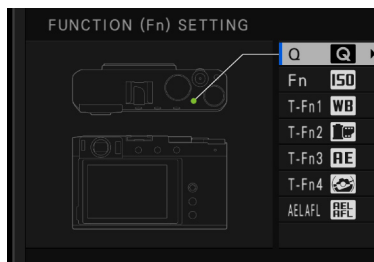 FUNCTION (Fn) SETTING
Q Q
Fn ISO
T-Fn1 WB
T-Fn2
T-Fn3 AE
T-Fn4
AELAFL AEL AFL